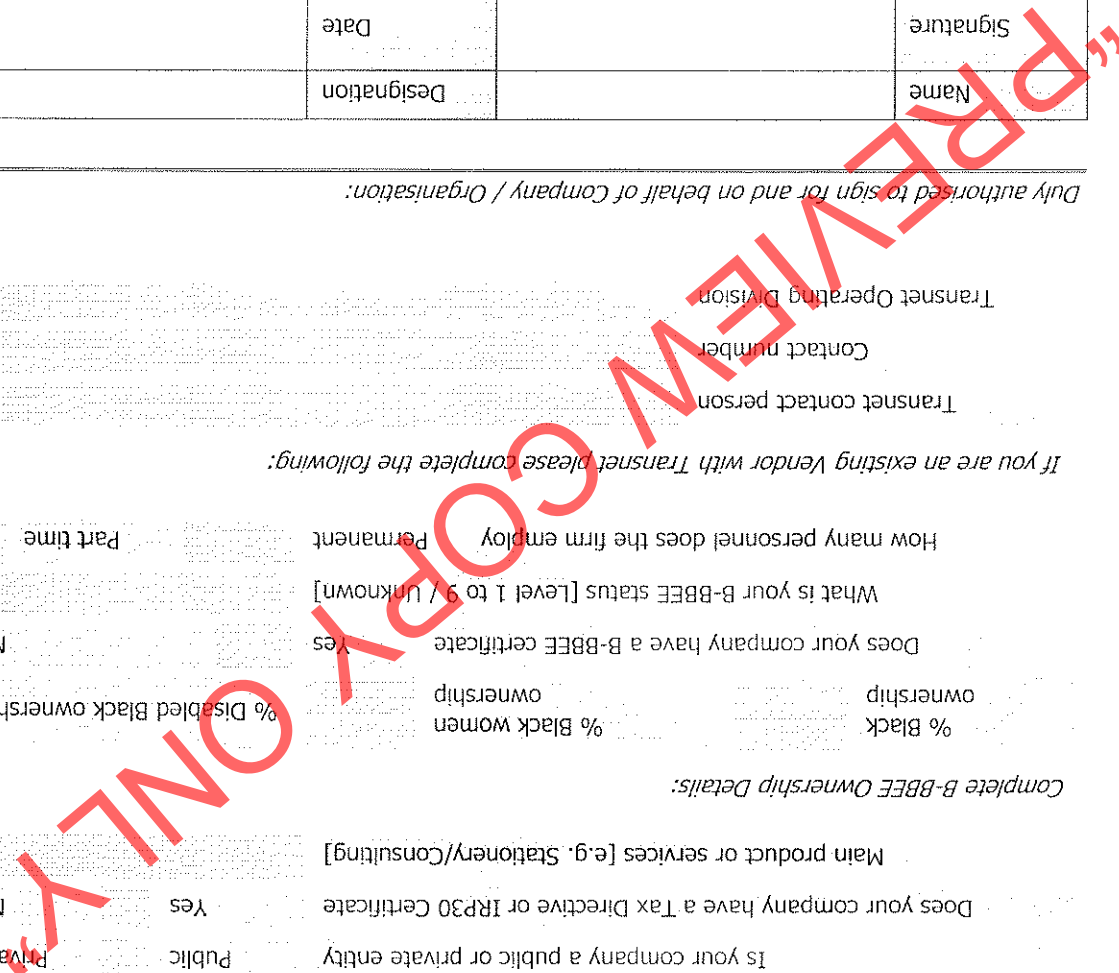 Is your company a public or private entity Public Priva
Does your company have a Tax Directive or IRP30 Certificate Yes
Main product or services [e.g. Stationery/Consulting]
Complete B-BBEE Ownership Details:
% Black ownership % Black women ownership % Disabled Black ownersh
Does your company have a B-BBEE certificate Yes
What is your B-BBEE status [Level 1 to 9 / Unknown]
How many personnel does the firm employ Permanent Part time
If you are an existing Vendor with Transnet please complete the following:
Transnet contact person
Contact number
Transnet Operating Division
Duly authorised to sign for and on behalf of Company / Organisation:
Name Designation
Signature Date
"PREVIEW COPY ONLY"